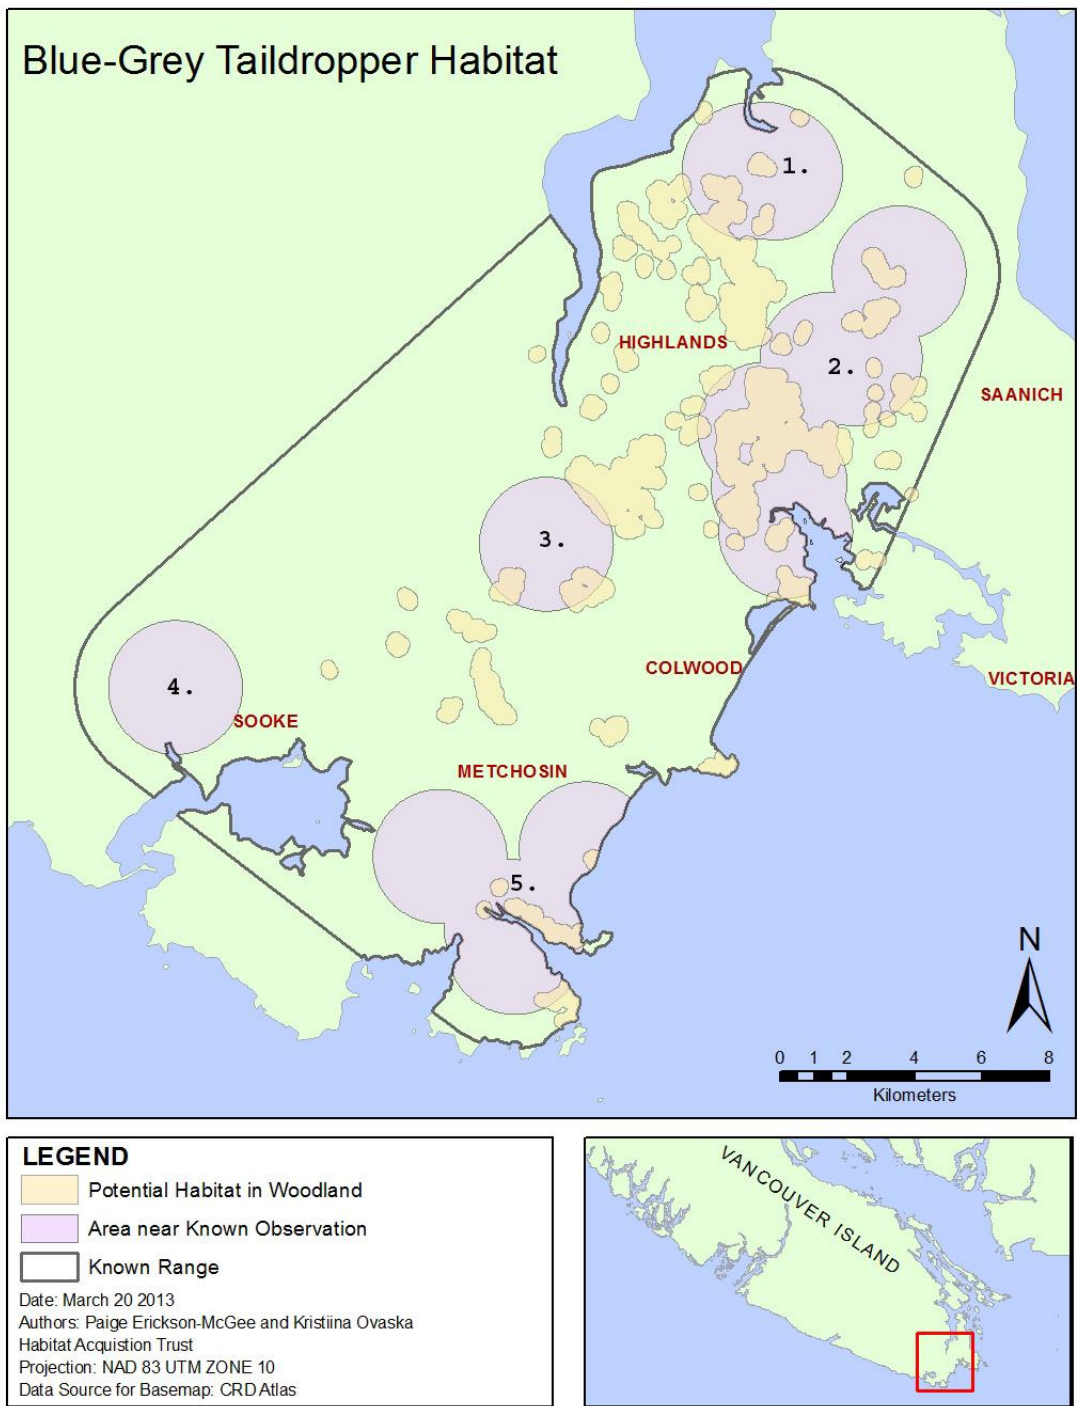 Blue-Grey Taildropper Habitat
1.
HIGHLANDS
2.
SAANICH
3.
COLWOOD
VICTORIA
4.
SOOKE
METCHOSIN
5.
N
0 1 2 4 6 8
Kilometers
LEGEND
Potential Habitat in Woodland
Area near Known Observation
Known Range
Date: March 20 2013
Authors: Paige Erickson-McGee and Kristiina Ovaska
Habitat Acquistion Trust
Projection: NAD 83 UTM ZONE 10
Data Source for Basemap: CRD Atlas
VANCOUVER ISLAND